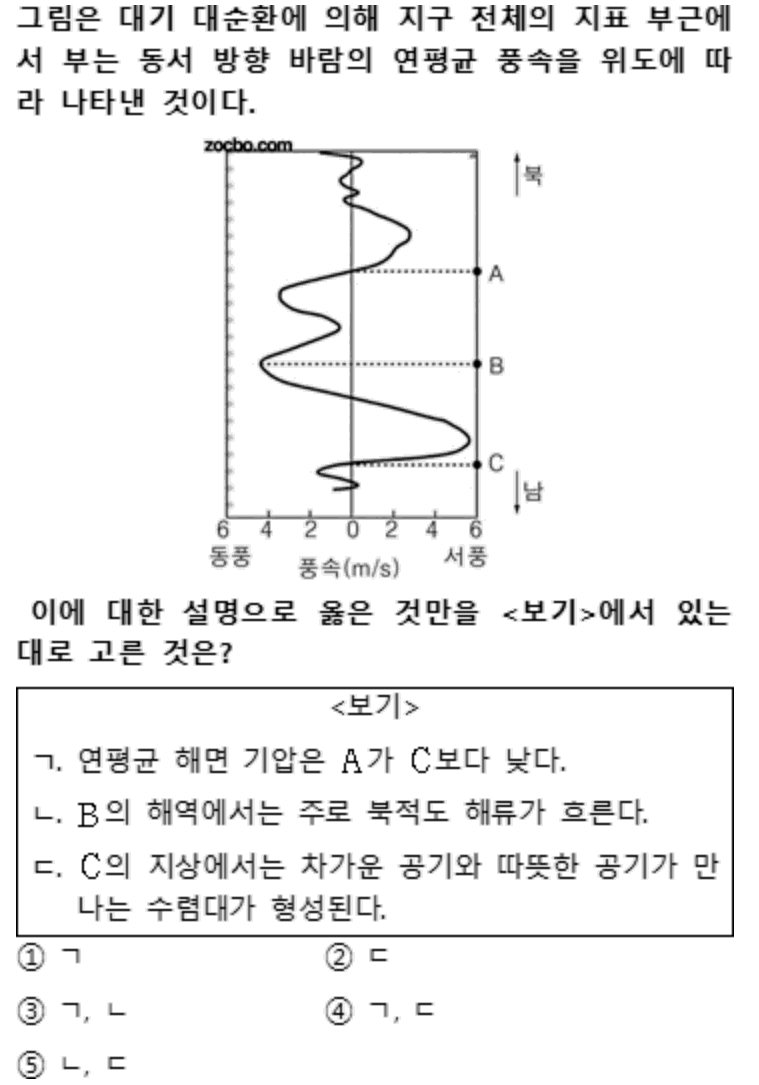 그림은 대기 대순환에 의해 지구 전체의 지표 부근에
서 부는 동서 방향 바람의 연평균 풍속을 위도에 따
라 나타낸 것이다.
zocbo.com
북
A
B
C
남
6 4 2 0 2 4 6
동풍 풍속(m/s) 서풍
이에 대한 설명으로 옳은 것만을 <보기>에서 있는
대로 고른 것은?
<보기>
ㄱ. 연평균 해면 기압은 A가 C보다 낮다.
ㄴ. B의 해역에서는 주로 북적도 해류가 흐른다.
ㄷ. C의 지상에서는 차가운 공기와 따뜻한 공기가 만
나는 수렴대가 형성된다.
① ㄱ ② ㄷ
③ ㄱ, ㄴ ④ ㄱ, ㄷ
⑤ ㄴ, ㄷ